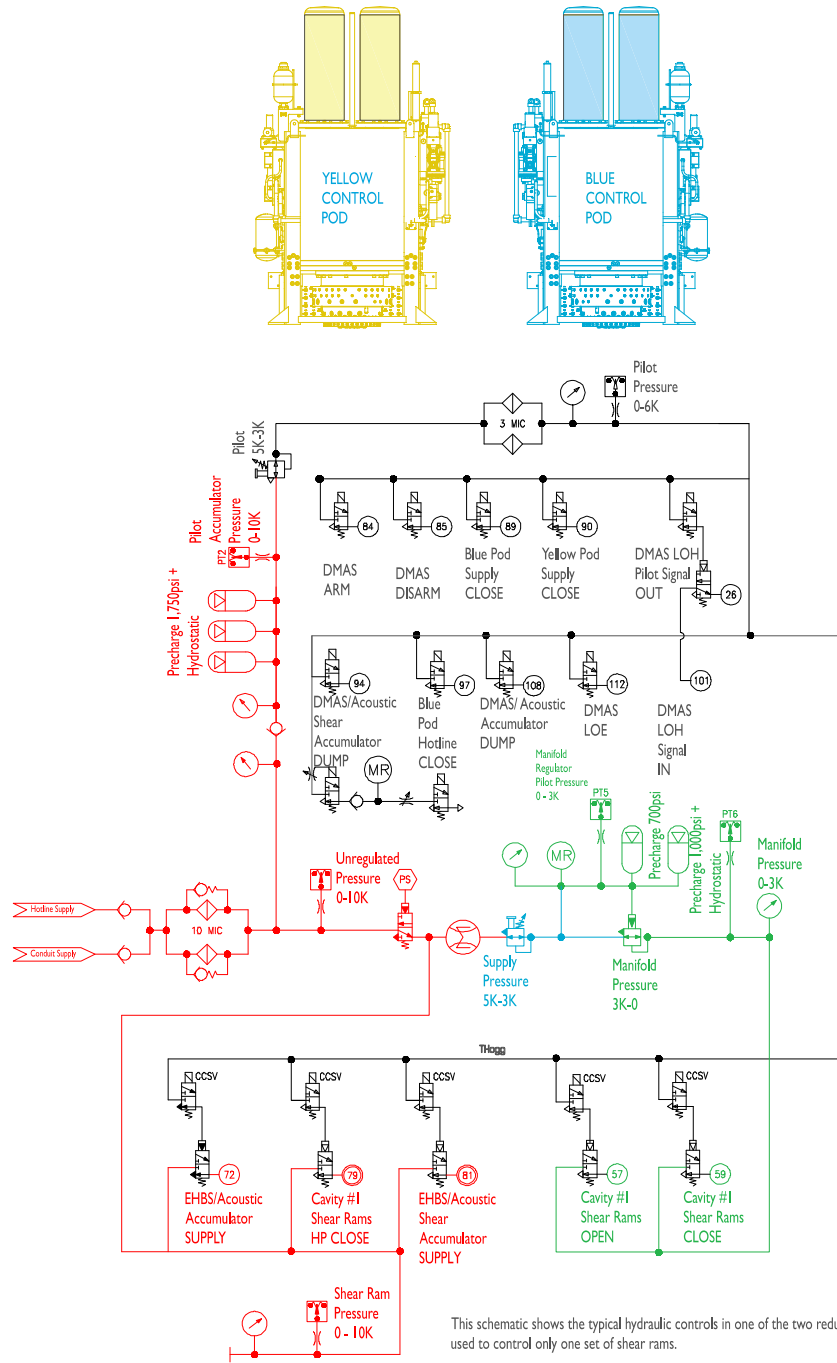 YELLOW
CONTROL
POD
BLUE
CONTROL
POD
Pilot
Pressure
0-6K
3 MIC
Pilot
5K-3K
Pilot
Accumulator
Pressure
0-10K
PT2
Precharge 1,750psi +
Hydrostatic
84
85
89
90
DMAS
ARM
DMAS
DISARM
Blue Pod
Supply
CLOSE
Yellow Pod
Supply
CLOSE
DMAS LOH
Pilot Signal
OUT
26
94
97
108
112
101
DMAS/Acoustic
Shear
Accumulator
DUMP
Blue
Pod
Hotline
CLOSE
DMAS/ Acoustic
Accumulator
DUMP
DMAS
LOE
DMAS
LOH
Signal
IN
MR
Manifold
Regulator
Pilot Pressure
0 - 3K
PT5
MR
Precharge 700psi
Precharge 1,000psi +
Hydrostatic
PT6
Manifold
Pressure
0-3K
Unregulated
Pressure
0-10K
PS
Hotline Supply
10 MIC
Conduit Supply
Supply
Pressure
5K-3K
Manifold
Pressure
3K-0
THogg
CCSV
CCSV
CCSV
CCSV
CCSV
72
79
81
57
59
EHBS/Acoustic
Accumulator
SUPPLY
Cavity #1
Shear Rams
HP CLOSE
EHBS/Acoustic
Shear
Accumulator
SUPPLY
Cavity #1
Shear Rams
OPEN
Cavity #1
Shear Rams
CLOSE
Shear Ram
Pressure
0 - 10K
This schematic shows the typical hydraulic controls in one of the two redu
used to control only one set of shear rams.